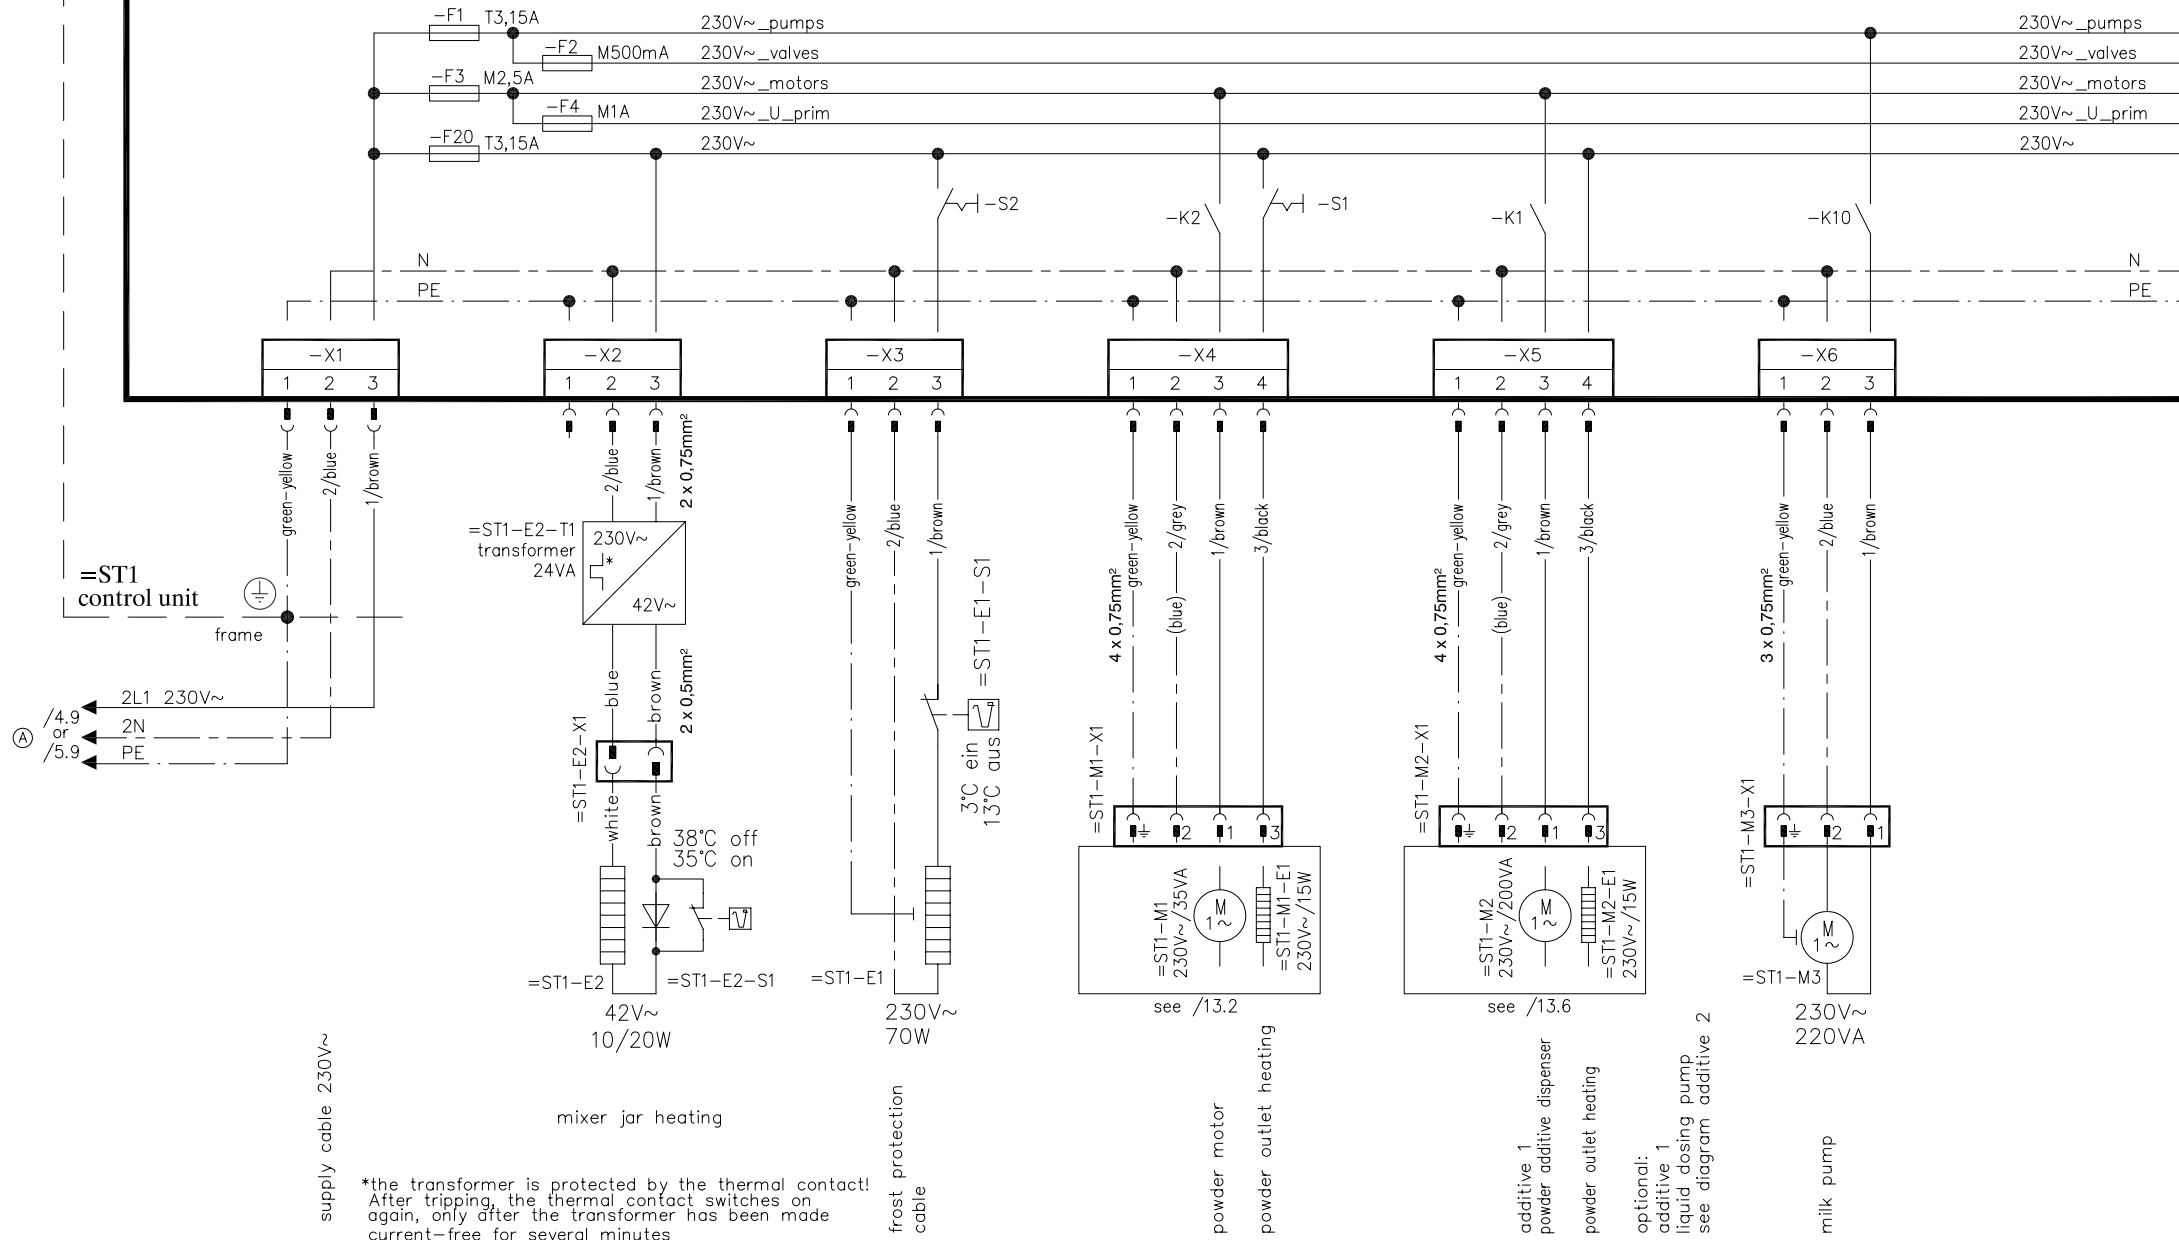 -F1 T3,15A 230V~_pumps 230V~_pumps
-F2 M500mA 230V~_valves 230V~_valves
-F3 M2,5A 230V~_motors 230V~_motors
-F4 M1A 230V~_U_prim 230V~_U_prim
-F20 T3,15A 230V~ 230V~
-S2 -K2 -S1 -K1 -K10
N N
PE PE
-X1 -X2 -X3 -X4 -X5 -X6
1 2 3 1 2 3 1 2 3 1 2 3 4 1 2 3 4 1 2 3
green-yellow
2/blue
1/brown
=ST1
control unit
frame
2L1 230V~
2N
PE
A
/4.9
or
/5.9
supply cable 230V~
2/blue
1/brown
2 x 0,75mm²
=ST1-E2-T1
transformer
24VA
230V~
*
42V~
blue
brown
2 x 0,5mm²
=ST1-E2-X1
white
brown
38°C off
35°C on
=ST1-E2
=ST1-E2-S1
42V~
10/20W
mixer jar heating
*the transformer is protected by the thermal contact!
After tripping, the thermal contact switches on
again, only after the transformer has been made
current-free for several minutes
green-yellow
2/blue
1/brown
=ST1-E1-S1
3°C ein
13°C aus
=ST1-E1
230V~
70W
frost protection
cable
4 x 0,75mm²
green-yellow
2/grey
(blue)
1/brown
3/black
=ST1-M1-X1
2 1 3
=ST1-M1
230V~/35VA
M
1~
=ST1-M1-E1
230V~/15W
see /13.2
powder motor
powder outlet heating
4 x 0,75mm²
green-yellow
2/grey
(blue)
1/brown
3/black
=ST1-M2-X1
2 1 3
=ST1-M2
230V~/200VA
M
1~
=ST1-M2-E1
230V~/15W
see /13.6
additive 1
powder additive dispenser
powder outlet heating
optional:
additive 1
liquid dosing pump
see diagram additive 2
3 x 0,75mm²
green-yellow
2/blue
1/brown
=ST1-M3-X1
2 1
M
1~
=ST1-M3
230V~
220VA
milk pump